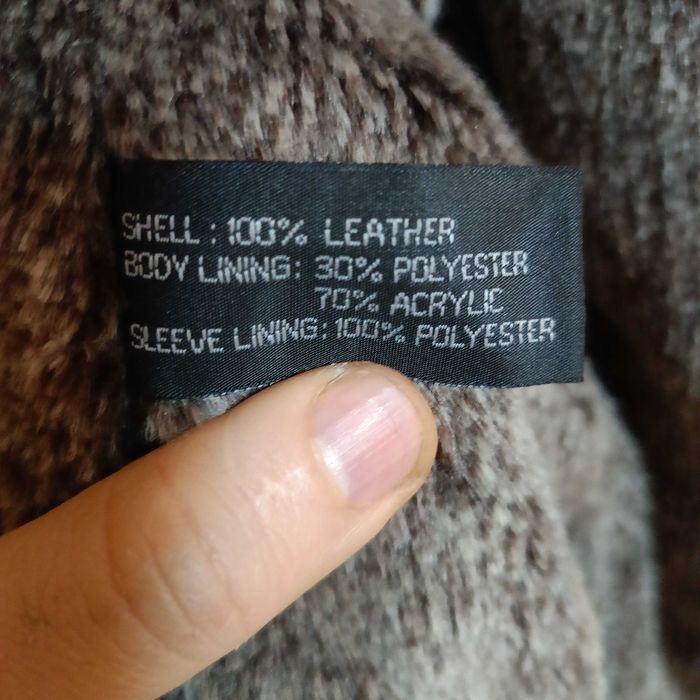 SHELL : 100% LEATHER
BODY LINING: 30% POLYESTER
70% ACRYLIC
SLEEVE LINING: 100% POLYESTER